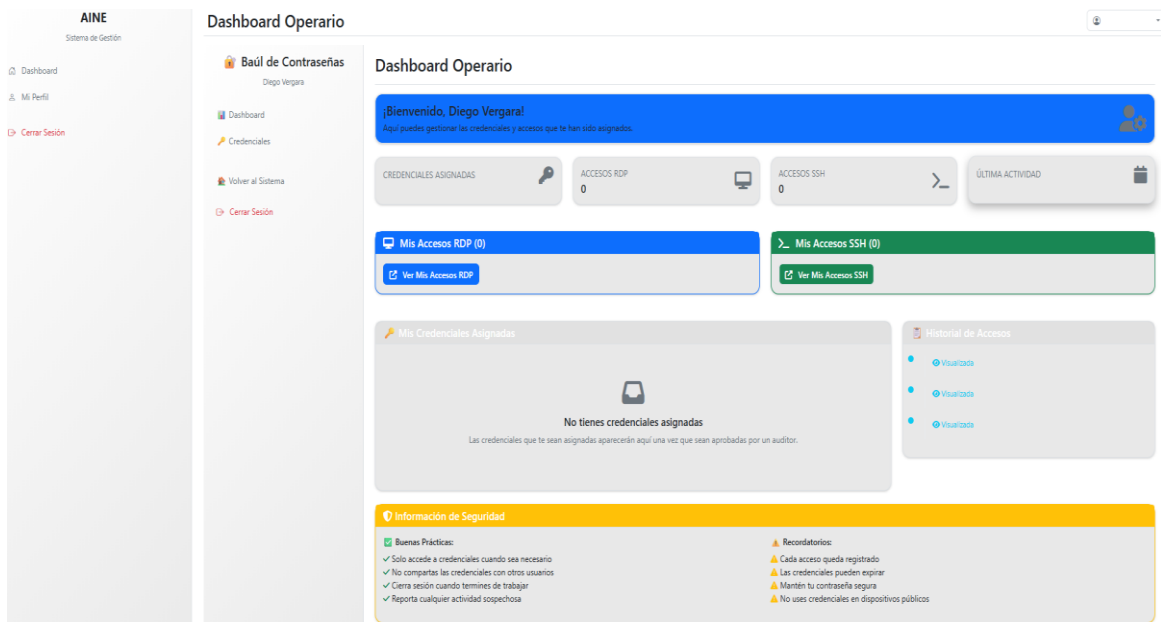 AINE
Sistema de Gestión
Dashboard
Mi Perfil
Cerrar Sesión
Dashboard Operario
Baúl de Contraseñas
Diego Vergara
Dashboard
Credenciales
Volver al Sistema
Cerrar Sesión
Dashboard Operario
¡Bienvenido, Diego Vergara!
Aquí puedes gestionar las credenciales y accesos que te han sido asignados.
CREDENCIALES ASIGNADAS
ACCESOS RDP
0
ACCESOS SSH
0
ÚLTIMA ACTIVIDAD
Mis Accesos RDP (0)
Ver Mis Accesos RDP
Mis Accesos SSH (0)
Ver Mis Accesos SSH
Mis Credenciales Asignadas
No tienes credenciales asignadas
Las credenciales que te sean asignadas aparecerán aquí una vez que sean aprobadas por un auditor.
Historial de Accesos
Visualizada
Visualizada
Visualizada
Información de Seguridad
Buenas Prácticas:
Solo accede a credenciales cuando sea necesario
No compartas las credenciales con otros usuarios
Cierra sesión cuando termines de trabajar
Reporta cualquier actividad sospechosa
Recordatorios:
Cada acceso queda registrado
Las credenciales pueden expirar
Mantén tu contraseña segura
No uses credenciales en dispositivos públicos